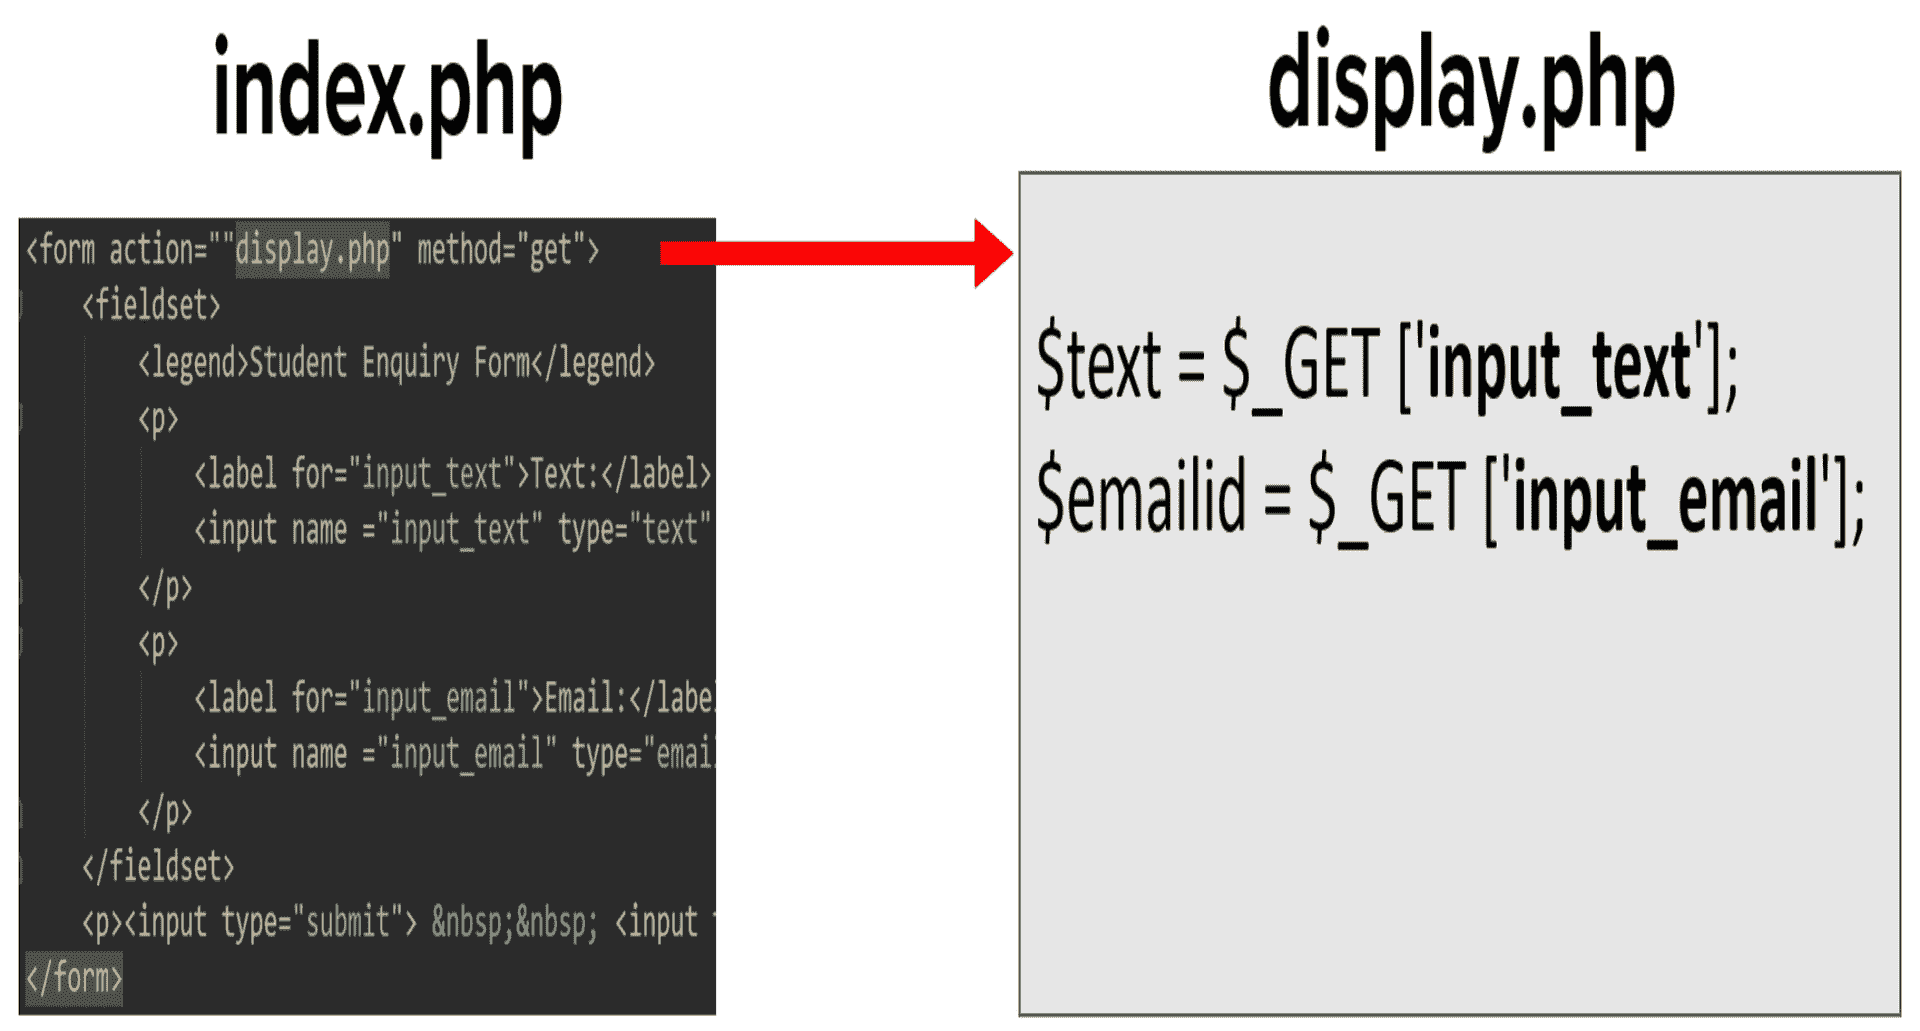 index.php
<form action=""display.php" method="get">
<fieldset>
<legend>Student Enquiry Form</legend>
<p>
<label for="input_text">Text:</label>
<input name ="input_text" type="text"
</p>
<p>
<label for="input_email">Email:</label
<input name ="input_email" type="email
</p>
</fieldset>
<p><input type="submit"> &nbsp;&nbsp; <input
</form>
display.php
$text = $_GET ['input_text'];
$emailid = $_GET ['input_email'];